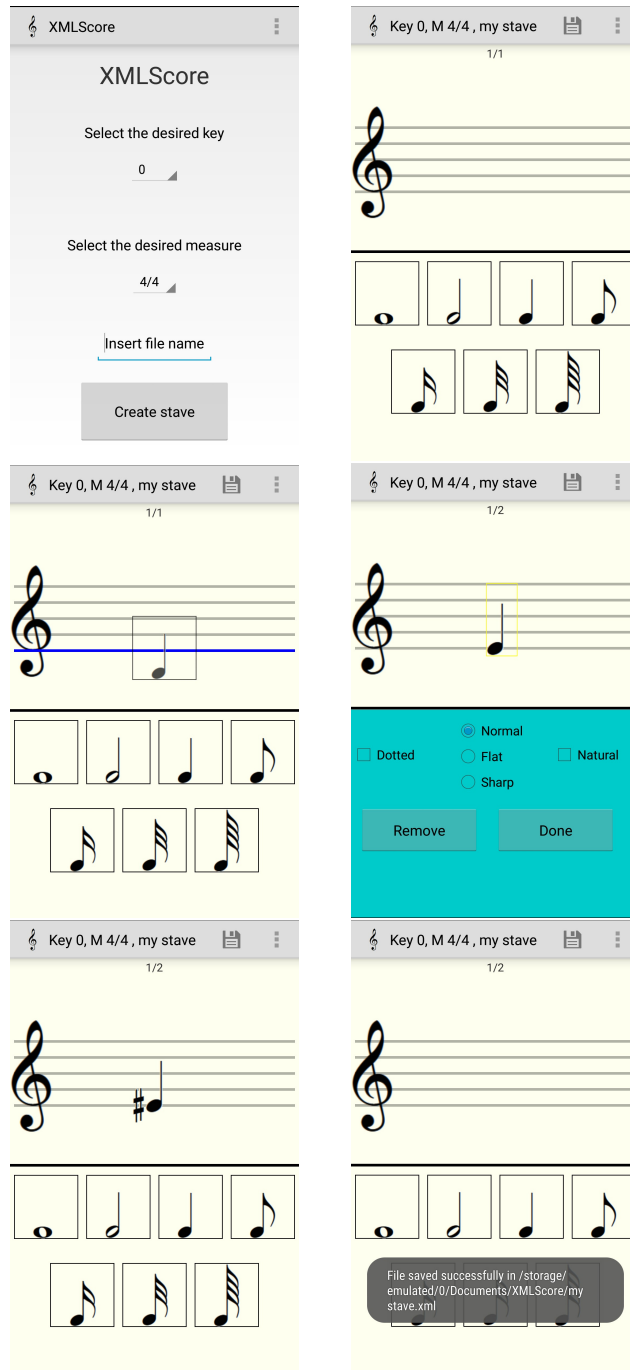 XMLScore
XMLScore
Select the desired key
0
Select the desired measure
4/4
Insert file name
Create stave
Key 0, M 4/4 , my stave
1/1
Key 0, M 4/4 , my stave
1/1
Key 0, M 4/4 , my stave
1/2
Normal
Dotted
Flat
Natural
Sharp
Remove
Done
Key 0, M 4/4 , my stave
1/2
Key 0, M 4/4 , my stave
1/2
File saved successfully in /storage/
emulated/0/Documents/XMLScore/my
stave.xml